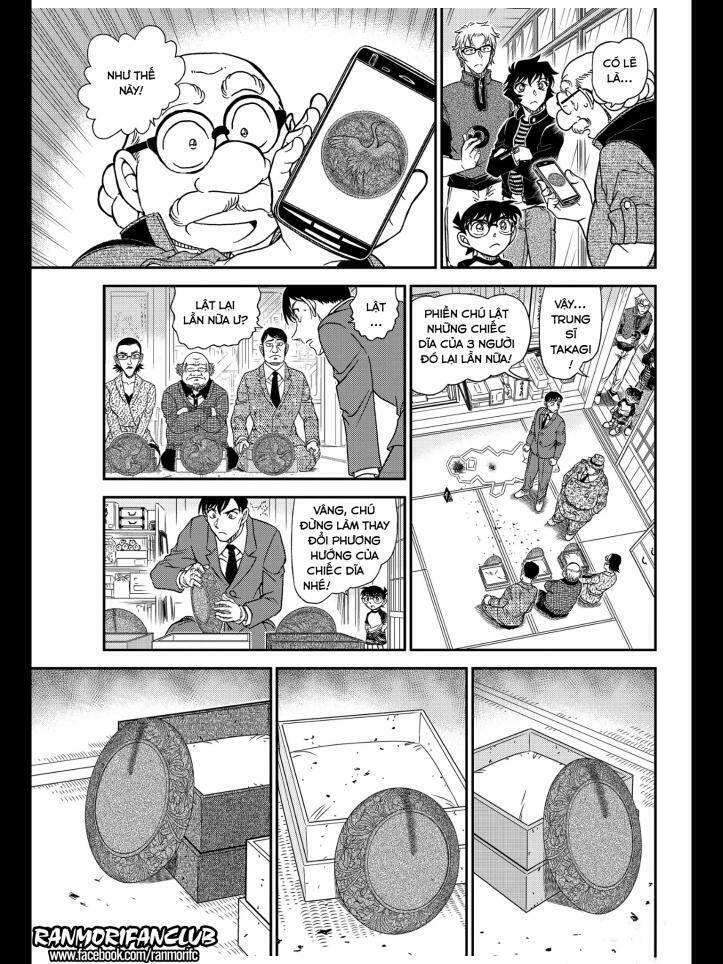 CÓ LẼ
LÀ...
NHƯ THẾ
NÀY!
VẬY...
TRUNG
SĨ
TAKAGI
!
PHIỀN CHÚ LẬT
NHỮNG CHIẾC
DĨA CỦA 3 NGƯỜI
ĐÓ LẠI LẦN NỮA!
LẬT
...
LẬT LẠI
LẦN NỮA Ư?
VÂNG, CHÚ
ĐỪNG LÀM THAY
ĐỔI PHƯƠNG
HƯỚNG CỦA
CHIẾC DĨA
NHÉ!
RANMORIFANCLUB
www.facebook.com/ranmorifc